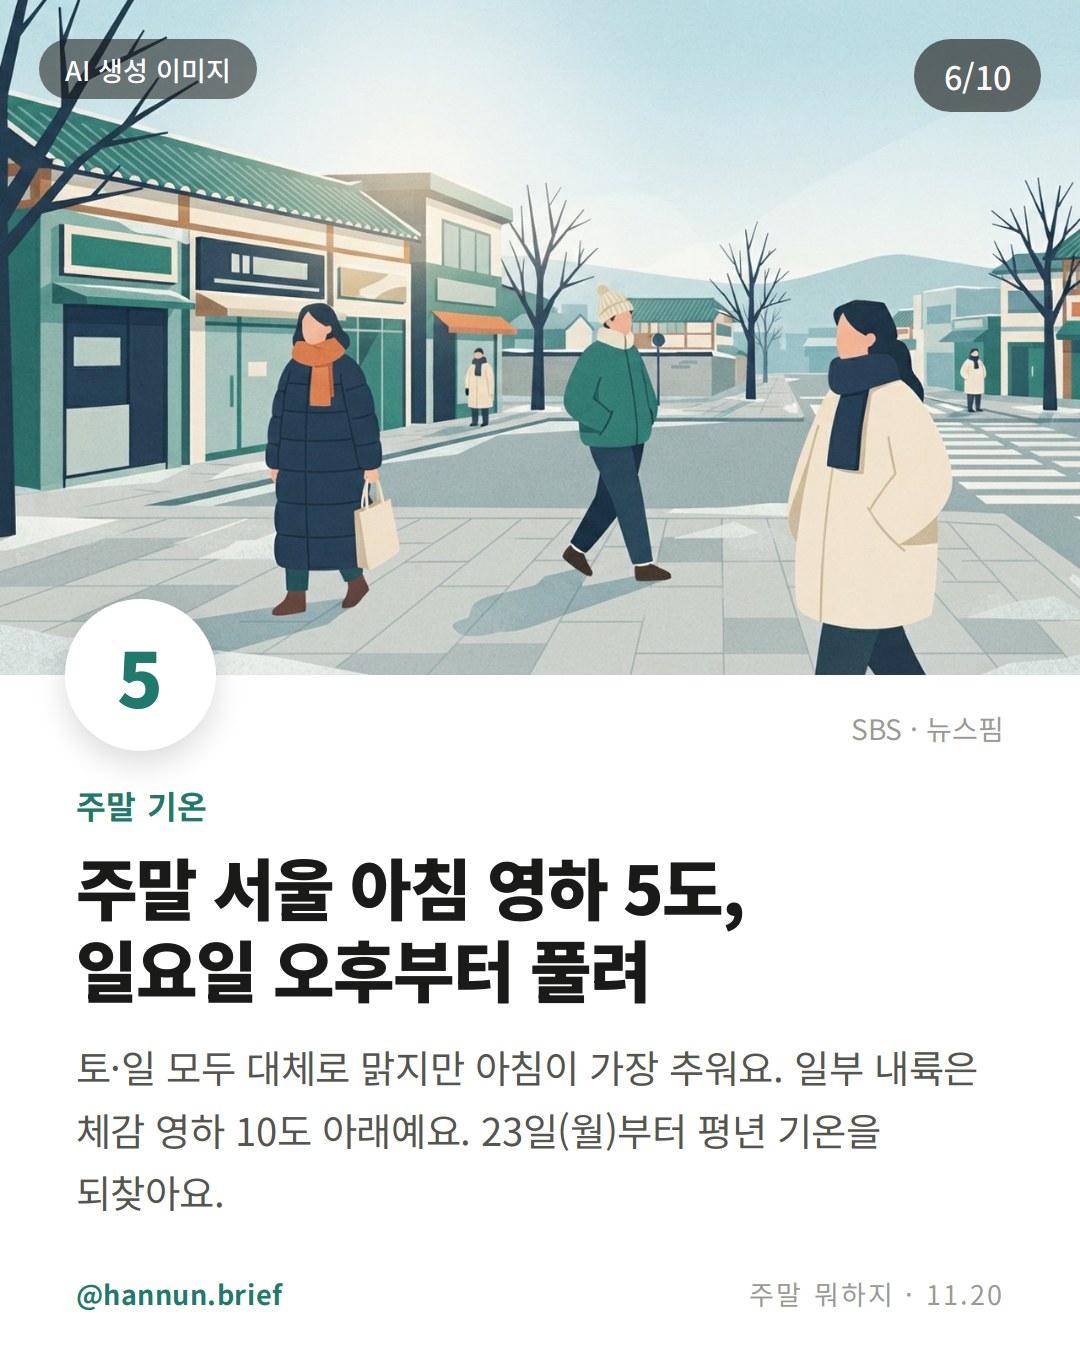 AI 생성 이미지
6/10
5
SBS · 뉴스핌
주말 기온
주말 서울 아침 영하 5도,
일요일 오후부터 풀려
토·일 모두 대체로 맑지만 아침이 가장 추워요. 일부 내륙은
체감 영하 10도 아래예요. 23일(월)부터 평년 기온을
되찾아요.
@hannun.brief
주말 뭐하지 · 11.20